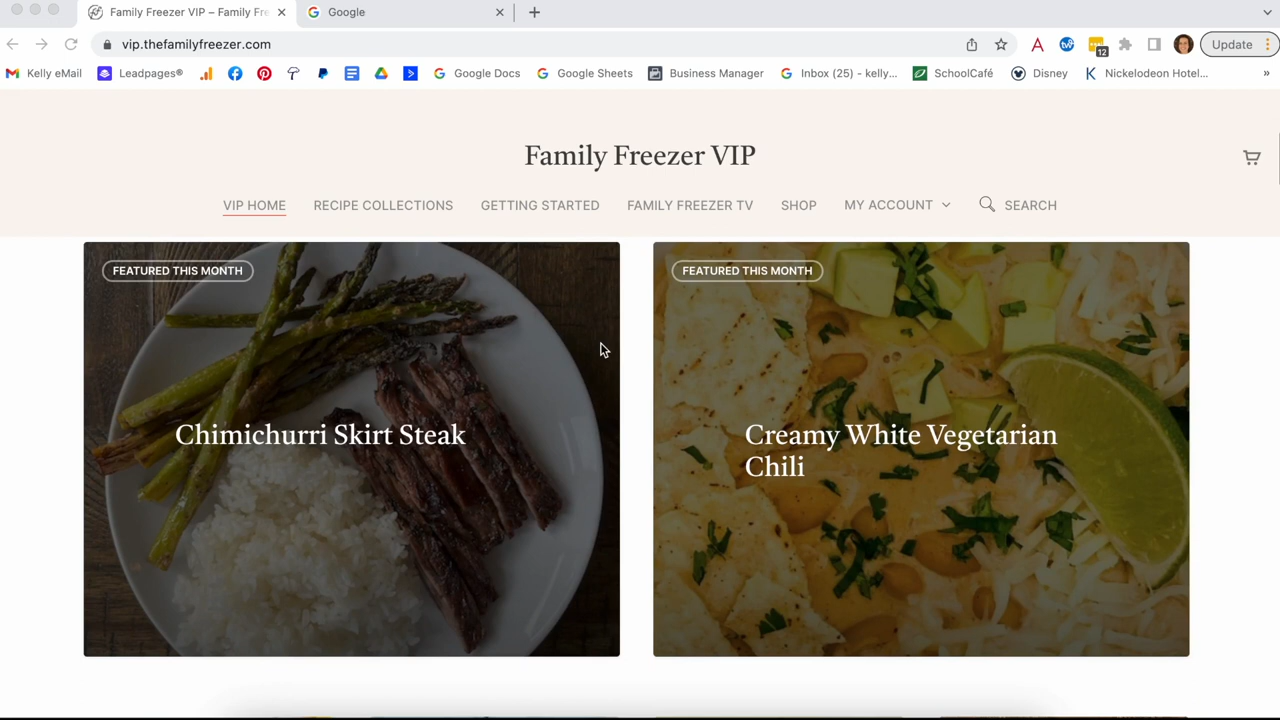 Family Freezer VIP – Family Fre
Google
vip.thefamilyfreezer.com
12
Update
Kelly eMail
Leadpages®
Google Docs
Google Sheets
Business Manager
Inbox (25) - kelly...
SchoolCafé
Disney
Nickelodeon Hotel...
»
Family Freezer VIP
VIP HOME
RECIPE COLLECTIONS
GETTING STARTED
FAMILY FREEZER TV
SHOP
MY ACCOUNT
SEARCH
FEATURED THIS MONTH
Chimichurri Skirt Steak
FEATURED THIS MONTH
Creamy White Vegetarian
Chili